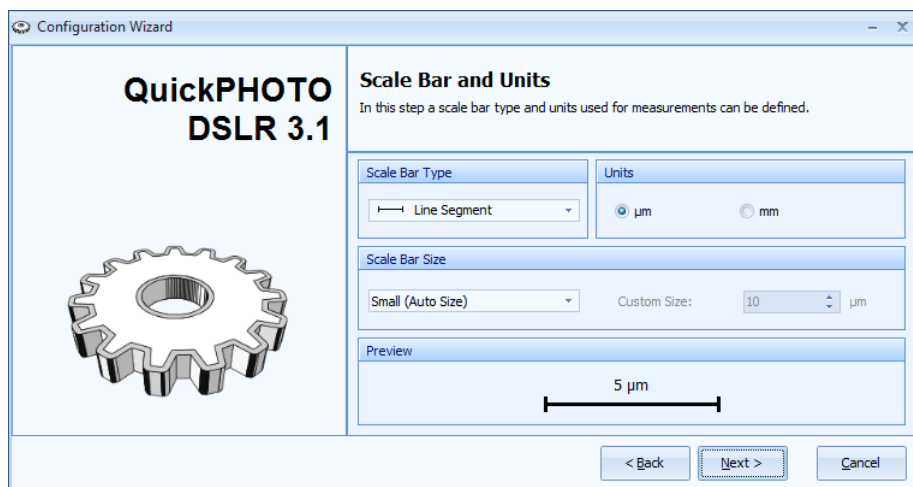 Configuration Wizard
QuickPHOTO
DSLR 3.1
Scale Bar and Units
In this step a scale bar type and units used for measurements can be defined.
Scale Bar Type
Units
Line Segment
µm
mm
Scale Bar Size
Small (Auto Size)
Custom Size:
10
µm
Preview
5 µm
< Back
Next >
Cancel